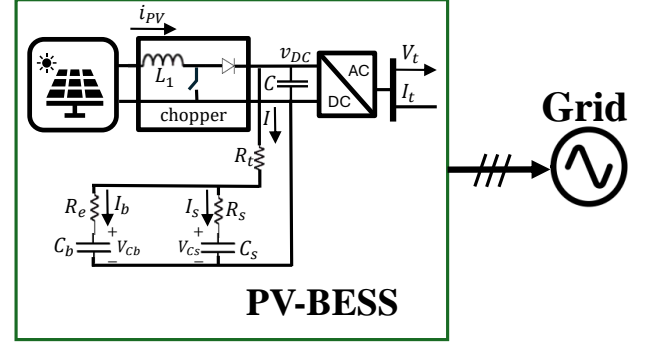 i_PV
L_1
chopper
v_DC
C
I
AC
DC
V_t
I_t
Grid
R_t
R_e
I_b
I_s
R_s
C_b
+
V_Cb
−
+
V_Cs
−
C_s
PV-BESS